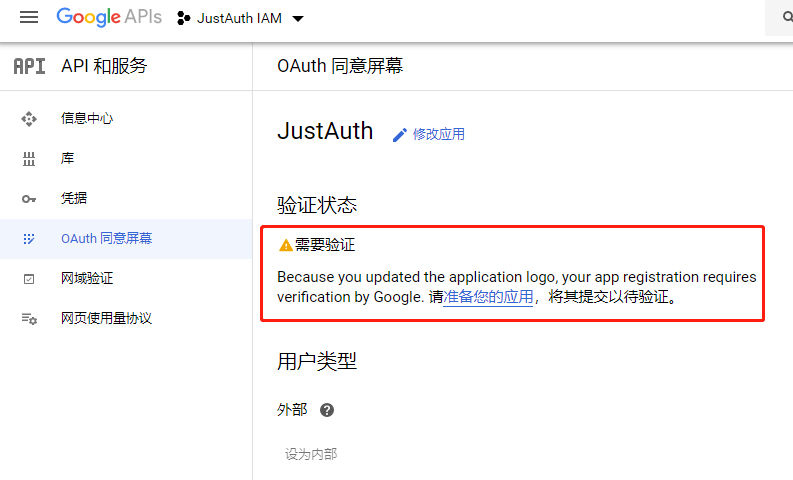 Google APIs JustAuth IAM
API API 和服务
OAuth 同意屏幕
信息中心
库
凭据
OAuth 同意屏幕
网域验证
网页使用量协议
JustAuth 修改应用
验证状态
需要验证
Because you updated the application logo, your app registration requires
verification by Google. 请准备您的应用，将其提交以待验证。
用户类型
外部
设为内部